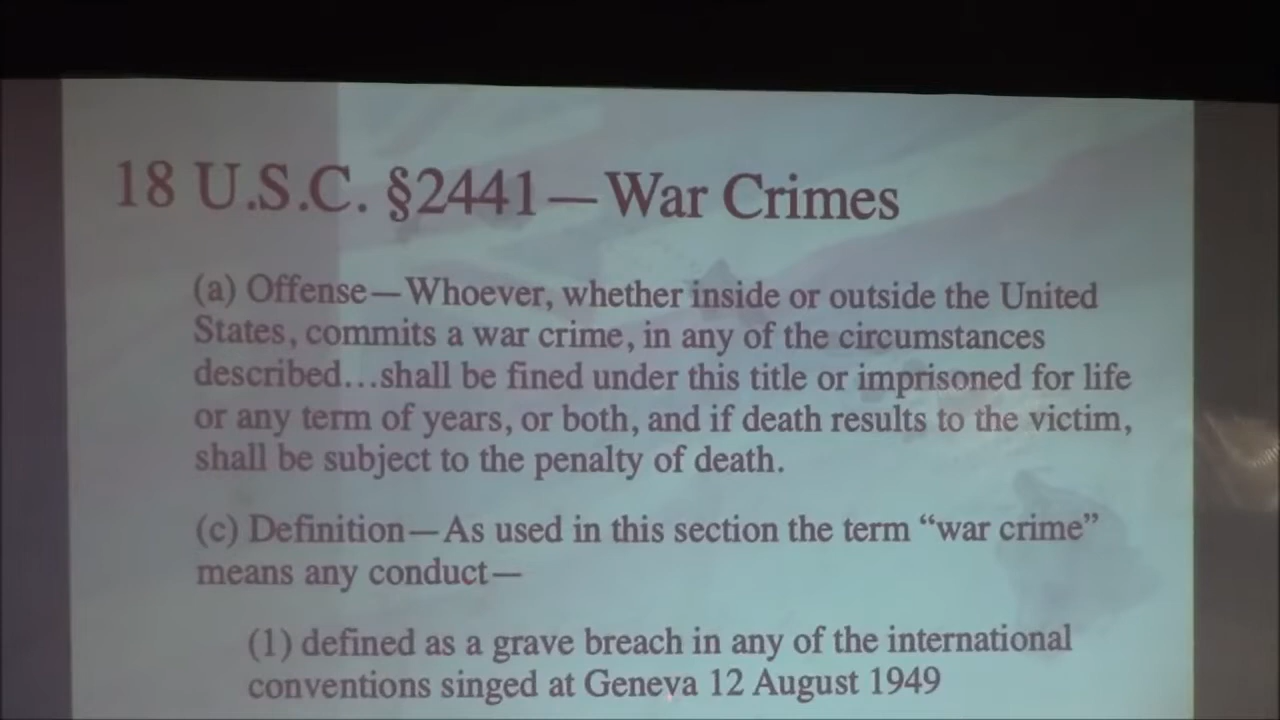 18 U.S.C. §2441—War Crimes
(a) Offense—Whoever, whether inside or outside the United
States, commits a war crime, in any of the circumstances
described...shall be fined under this title or imprisoned for life
or any term of years, or both, and if death results to the victim,
shall be subject to the penalty of death.
(c) Definition—As used in this section the term “war crime”
means any conduct—
(1) defined as a grave breach in any of the international
conventions singed at Geneva 12 August 1949